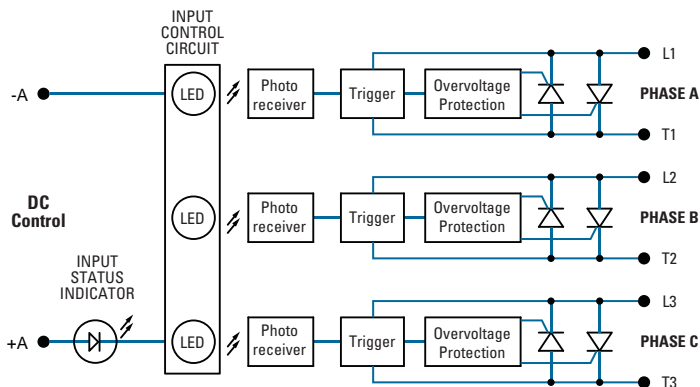 INPUT
CONTROL
CIRCUIT
-A
LED
Photo
receiver
Trigger
Overvoltage
Protection
L1
PHASE A
T1
DC
Control
LED
Photo
receiver
Trigger
Overvoltage
Protection
L2
PHASE B
T2
INPUT
STATUS
INDICATOR
+A
LED
Photo
receiver
Trigger
Overvoltage
Protection
L3
PHASE C
T3